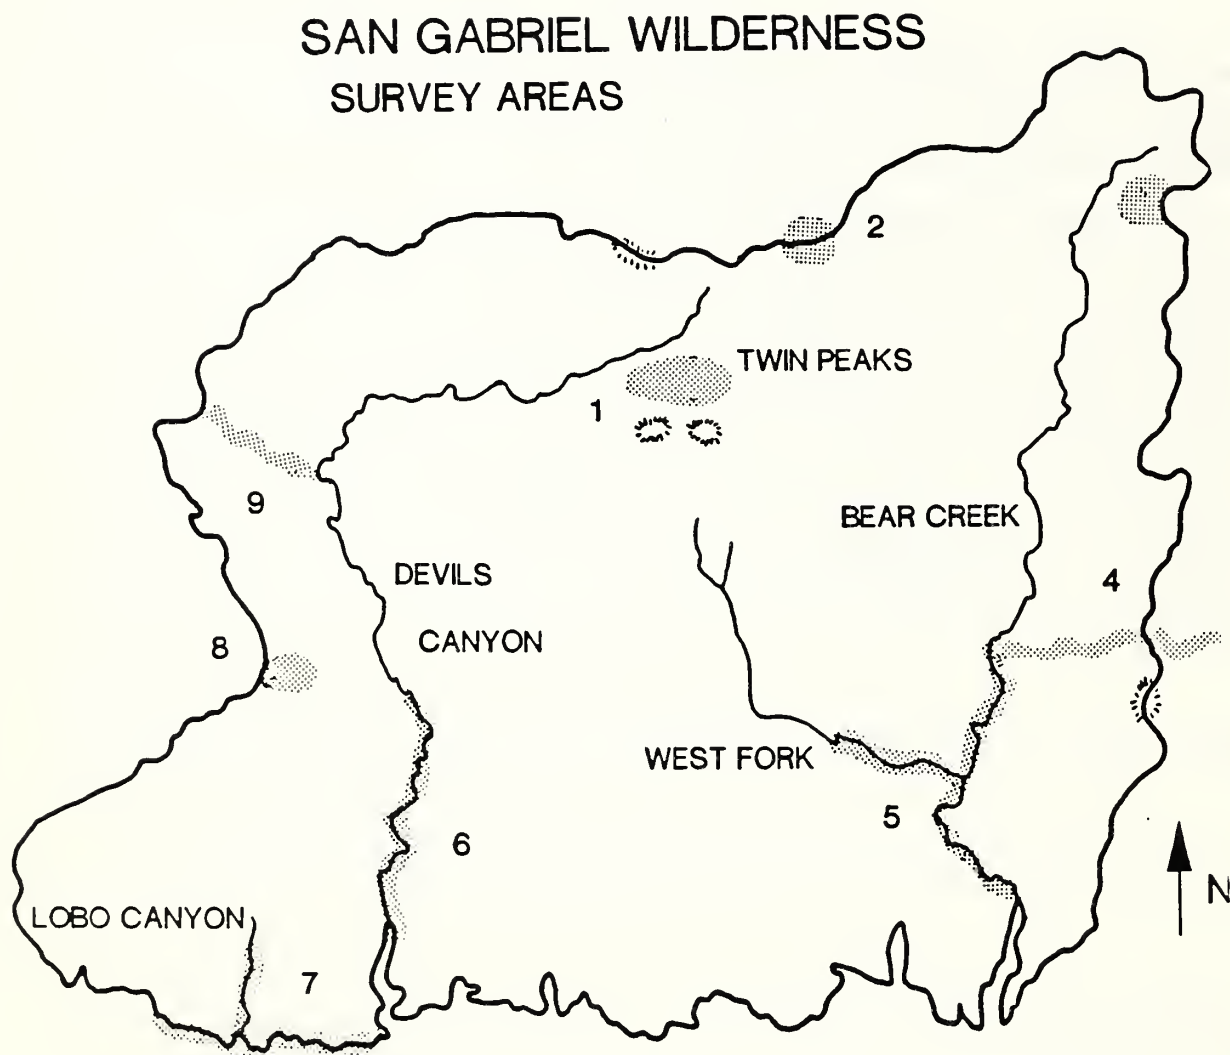 SAN GABRIEL WILDERNESS
SURVEY AREAS
2
TWIN PEAKS
1
9
BEAR CREEK
DEVILS
4
CANYON
8
WEST FORK
5
6
N
LOBO CANYON
7